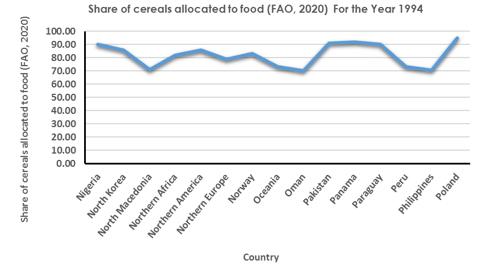 Share of cereals allocated to food (FAO, 2020) For the Year 1994
Share of cereals allocated to food (FAO, 2020)
100.00
90.00
80.00
70.00
60.00
50.00
40.00
30.00
20.00
10.00
0.00
Nigeria
North Korea
North Macedonia
Northern Africa
Northern America
Northern Europe
Norway
Oceania
Oman
Pakistan
Panama
Paraguay
Peru
Philippines
Poland
Country